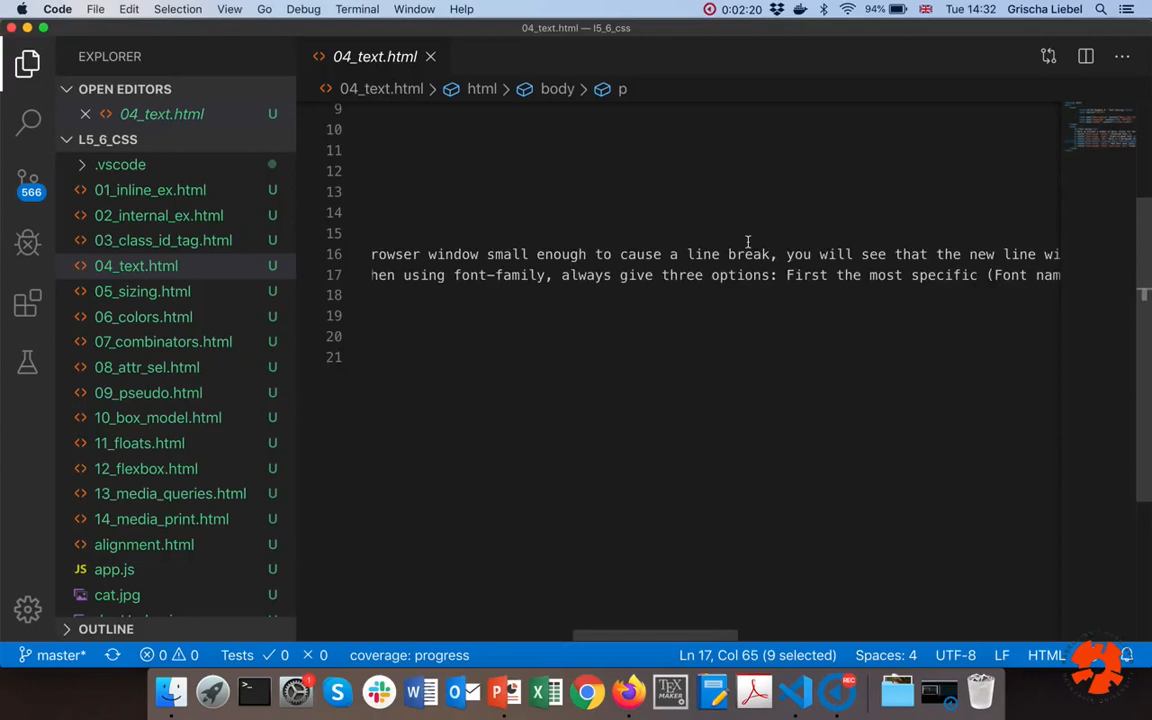 Code File Edit Selection View Go Debug Terminal Window Help 0:02:20 94% Tue 14:32 Grischa Liebel
04_text.html — l5_6_css
EXPLORER
04_text.html
OPEN EDITORS
04_text.html > html > body > p
04_text.html U
L5_6_CSS
.vscode
01_inline_ex.html U
02_internal_ex.html U
03_class_id_tag.html U
04_text.html U
05_sizing.html U
06_colors.html U
07_combinators.html U
08_attr_sel.html U
09_pseudo.html U
10_box_model.html U
11_floats.html U
12_flexbox.html U
13_media_queries.html U
14_media_print.html U
alignment.html U
JS app.js U
cat.jpg U
OUTLINE
566
9
10
11
12
13
14
15
16 rowser window small enough to cause a line break, you will see that the new line wi
17 hen using font-family, always give three options: First the most specific (Font nam
18
19
20
21
master* 0 0 Tests 0 0 coverage: progress Ln 17, Col 65 (9 selected) Spaces: 4 UTF-8 LF HTML
1
REC
TEX
MAKER